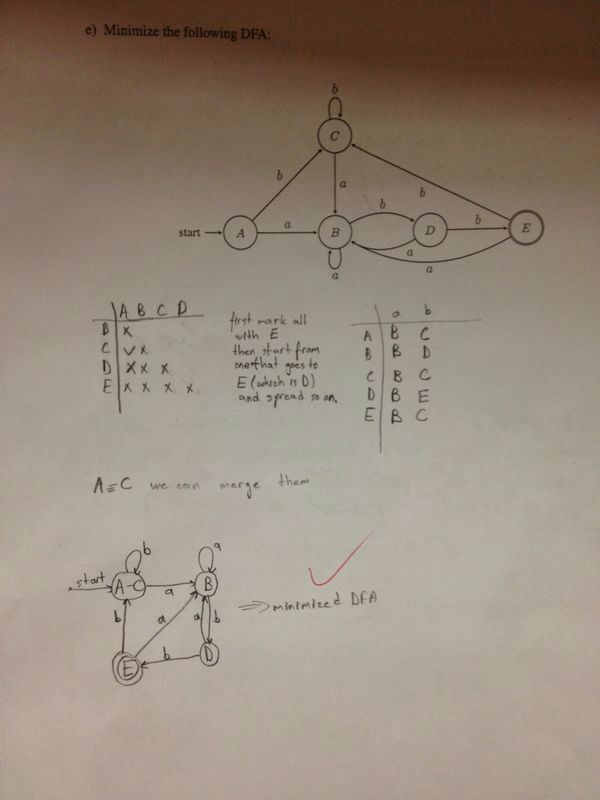 e) Minimize the following DFA:
b
C
b
a
b
b
b
start
A
a
B
D
E
a
a
a
A B C D
B x
C ✓ x
D x x x
E x x x x
first mark all
with E
then start from
one that goes to
E (which is D)
and spread so on.
a b
A B C
B B D
C B C
D B E
E B C
A ≡ C we can merge them
b
a
start
A-C
a
B
b
a
a
b
E
b
D
⇒ minimized DFA